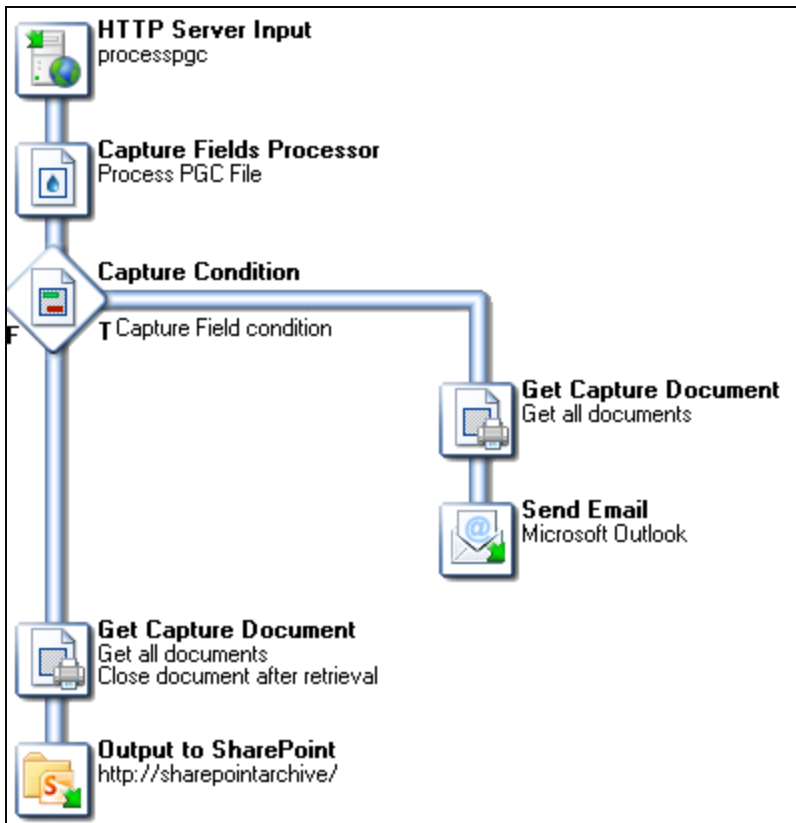 HTTP Server Input
processpgc
Capture Fields Processor
Process PGC File
Capture Condition
F
T Capture Field condition
Get Capture Document
Get all documents
@
Send Email
Microsoft Outlook
Get Capture Document
Get all documents
Close document after retrieval
S
Output to SharePoint
http://sharepointarchive/